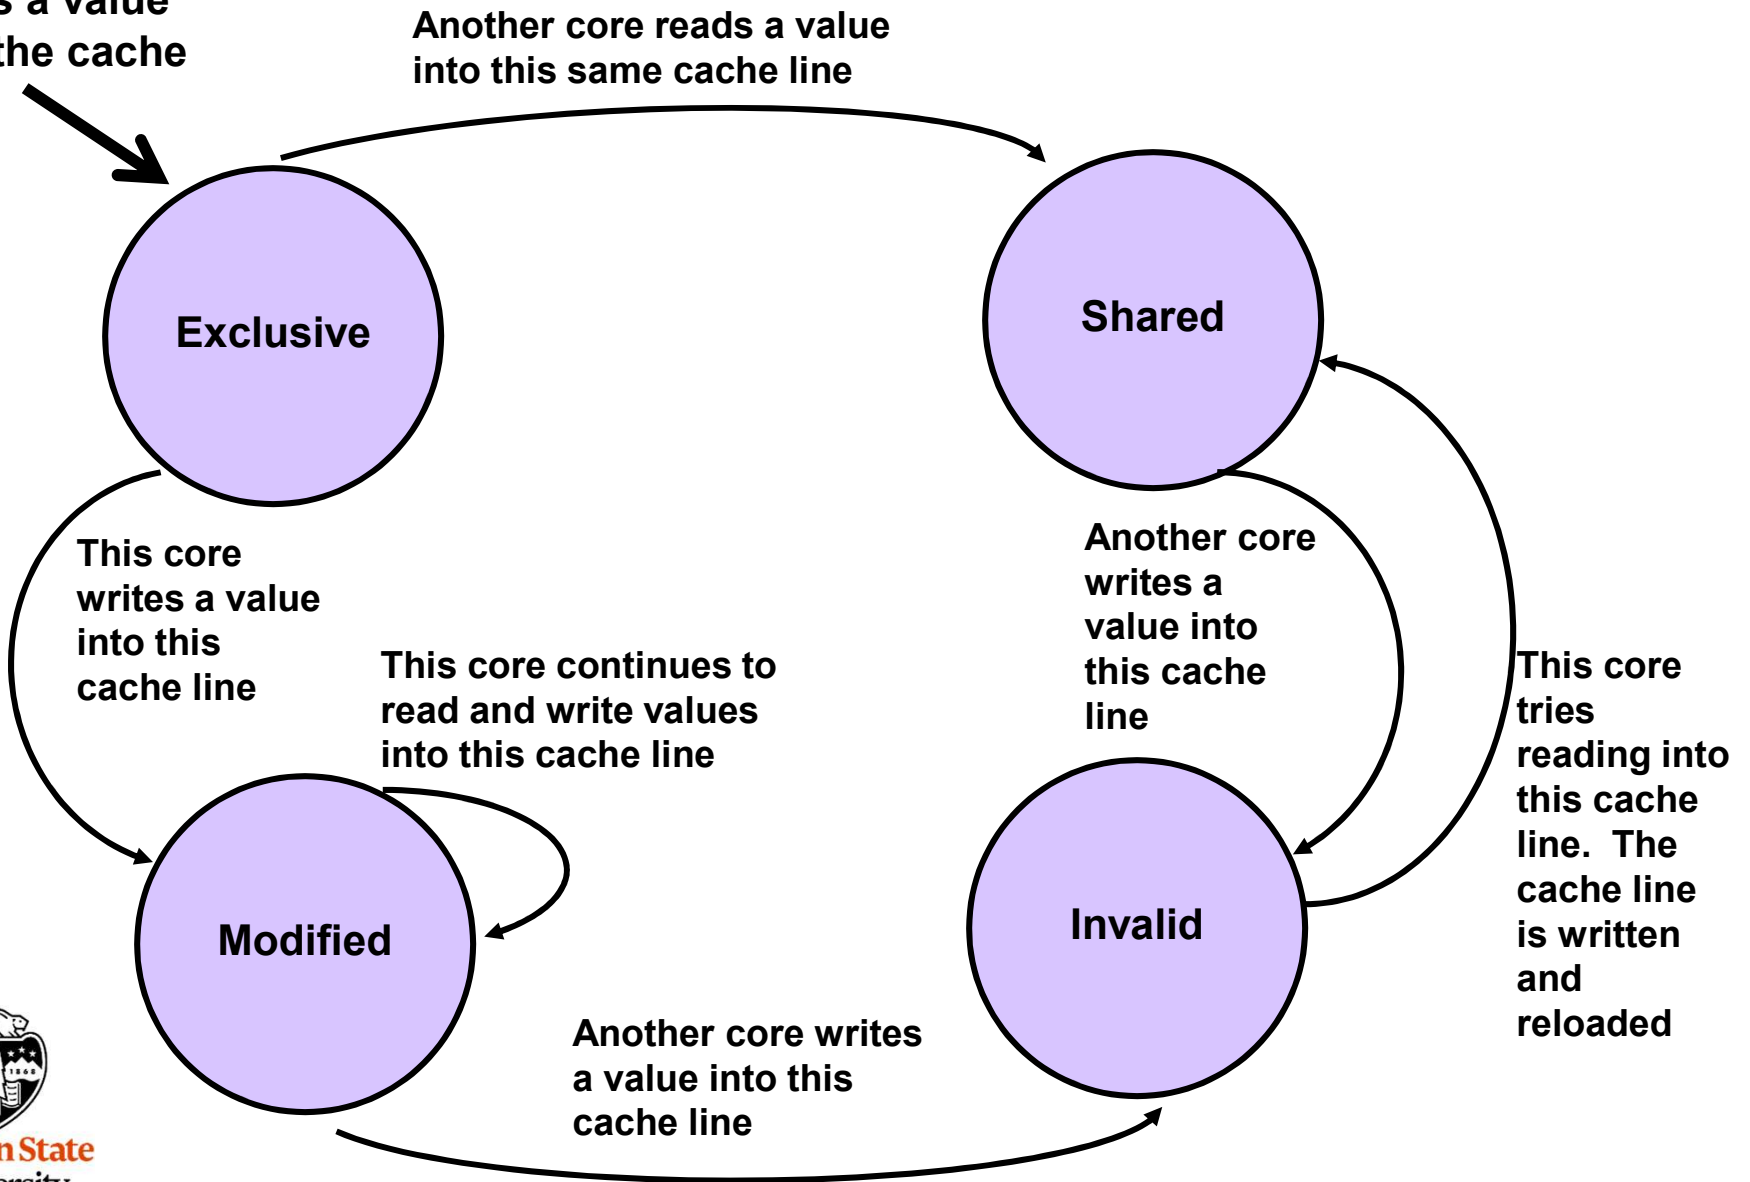 a value
the cache
Another core reads a value
into this same cache line
Exclusive
Shared
This core
writes a value
into this
cache line
This core continues to
read and write values
into this cache line
Another core
writes a
value into
this cache
line
This core
tries
reading into
this cache
line. The
cache line
is written
and
reloaded
Modified
Invalid
Another core writes
a value into this
cache line
1868
State